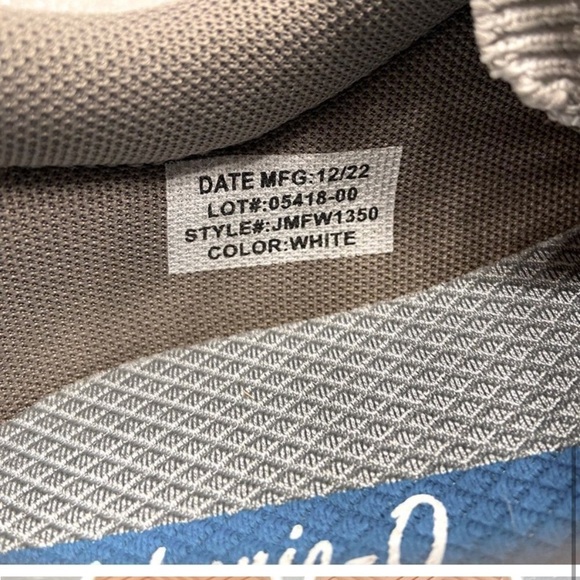 DATE MFG:12/22
LOT#:05418-00
STYLE#:JMFW1350
COLOR:WHITE